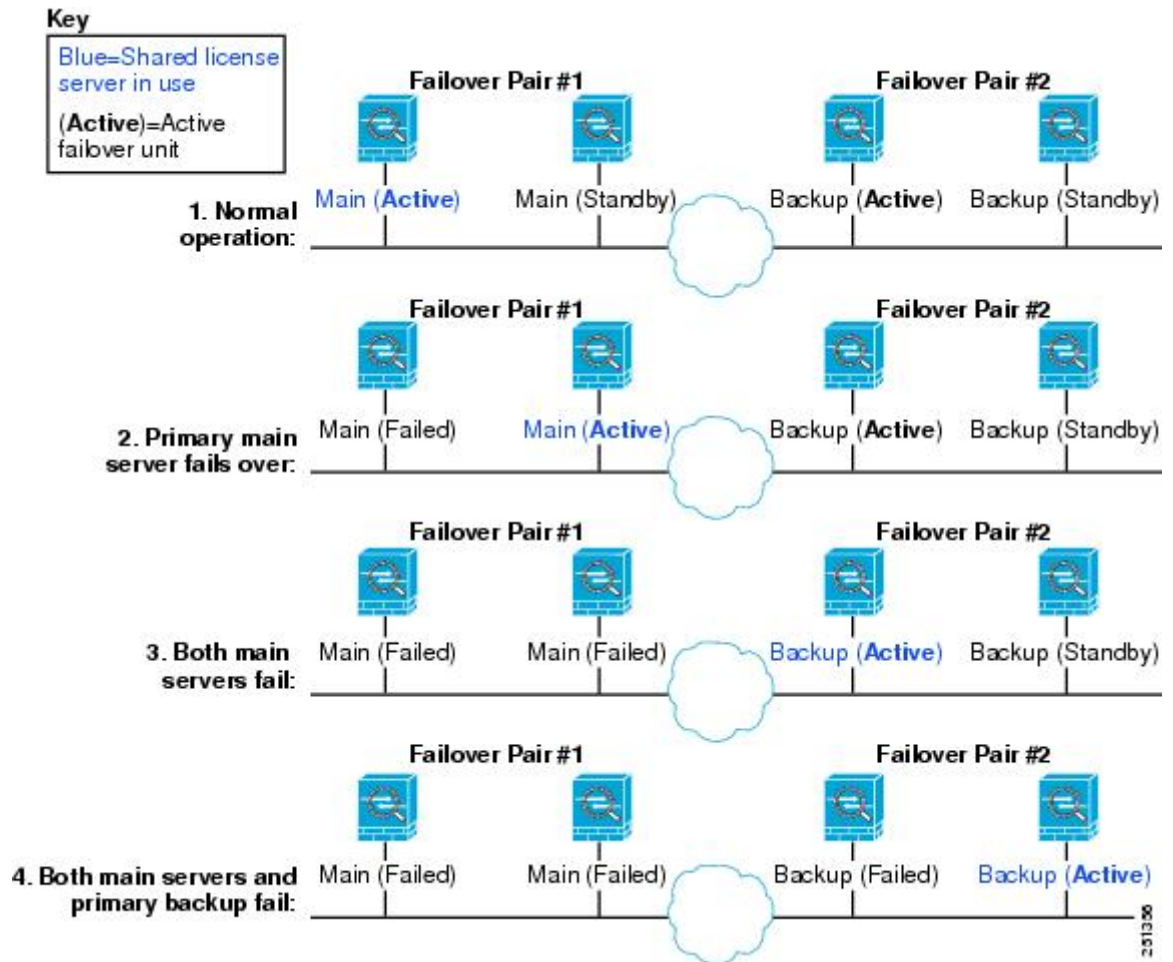 Key
Blue=Shared license
server in use
(Active)=Active
failover unit
Failover Pair #1
Failover Pair #2
Main (Active)
Main (Standby)
Backup (Active)
Backup (Standby)
1. Normal
operation:
Failover Pair #1
Failover Pair #2
Main (Failed)
Main (Active)
Backup (Active)
Backup (Standby)
2. Primary main
server fails over:
Failover Pair #1
Failover Pair #2
Main (Failed)
Main (Failed)
Backup (Active)
Backup (Standby)
3. Both main
servers fail:
Failover Pair #1
Failover Pair #2
Main (Failed)
Main (Failed)
Backup (Failed)
Backup (Active)
4. Both main servers and
primary backup fail:
251356